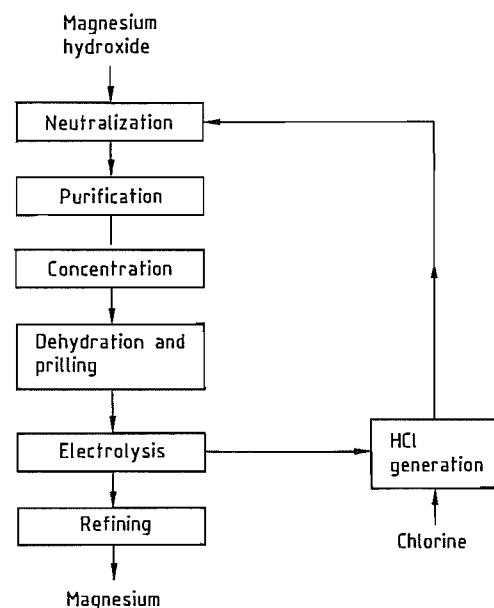 Magnesium
hydroxide
Neutralization
Purification
Concentration
Dehydration and
prilling
Electrolysis
HCl
generation
Refining
Chlorine
Magnesium